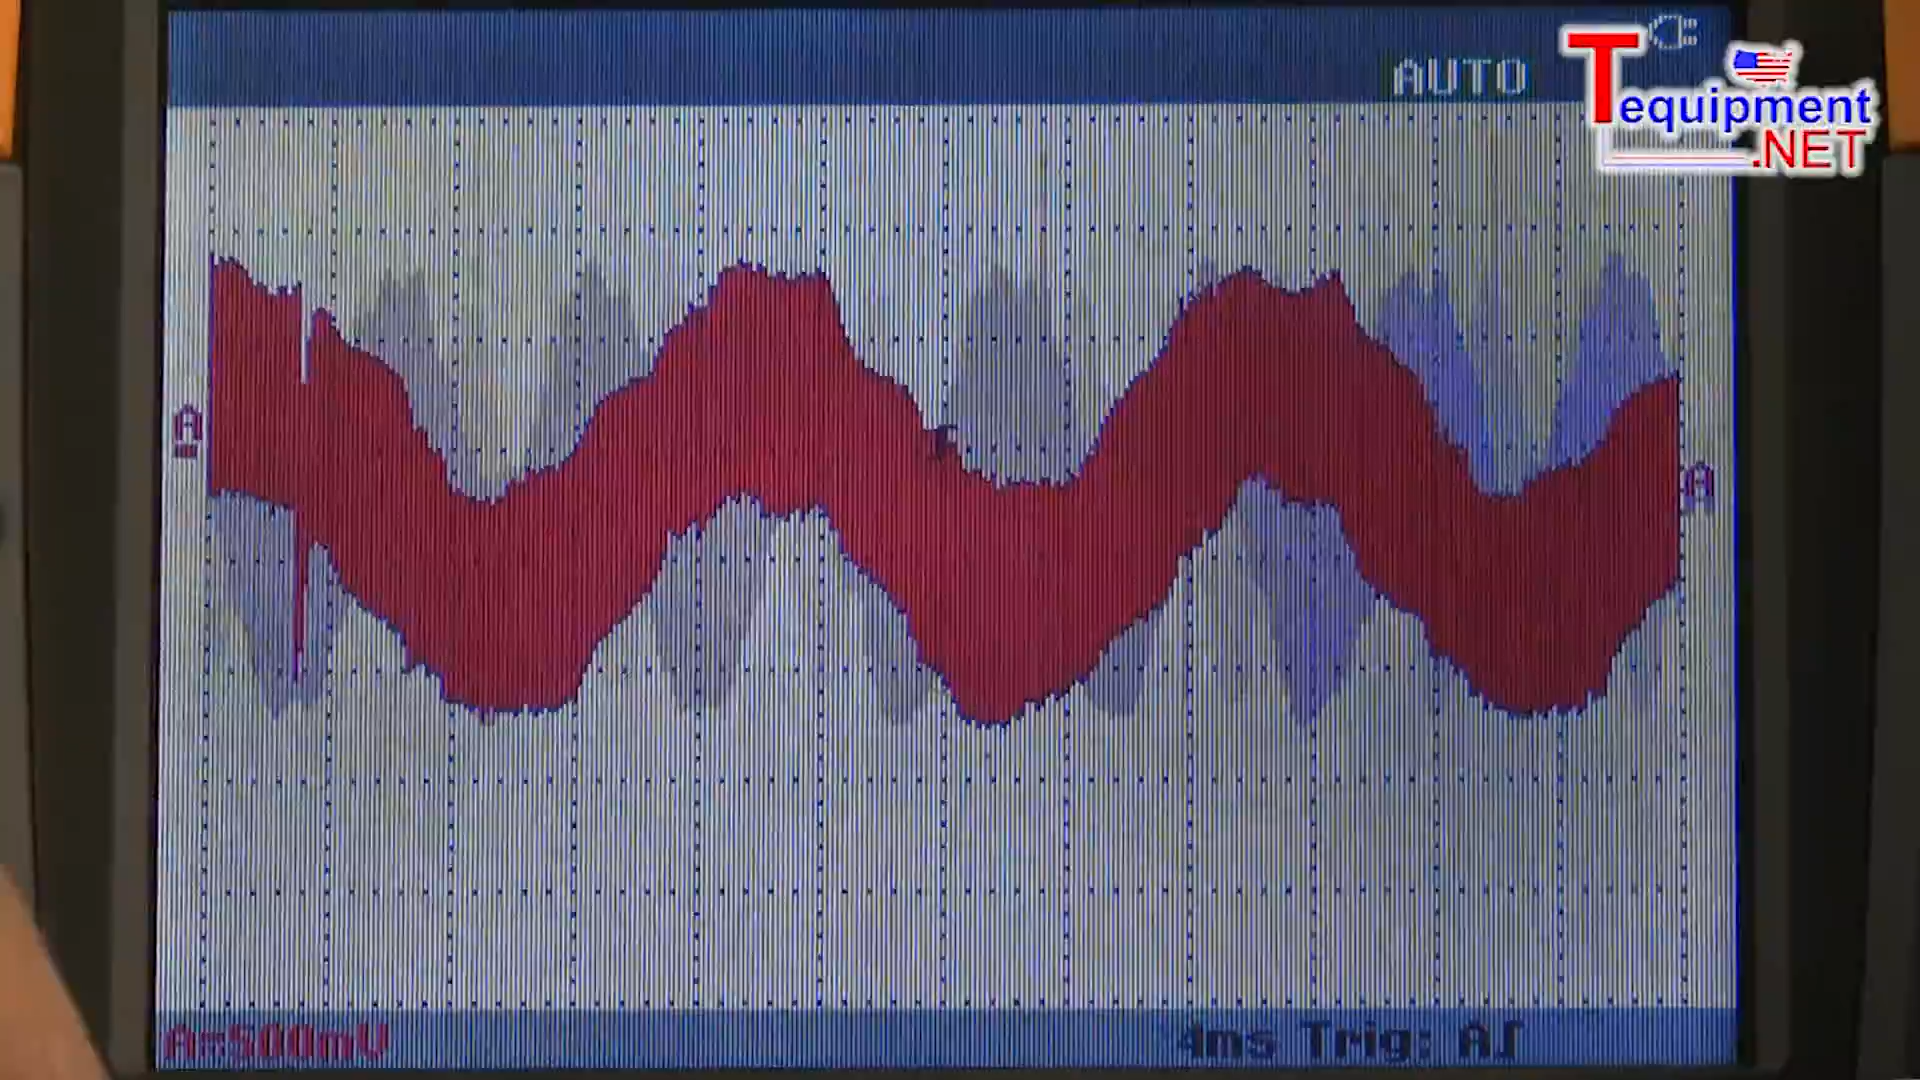 AUTO
Tequipment
.NET
A
A
A=500mV
4ms Trig: A∫